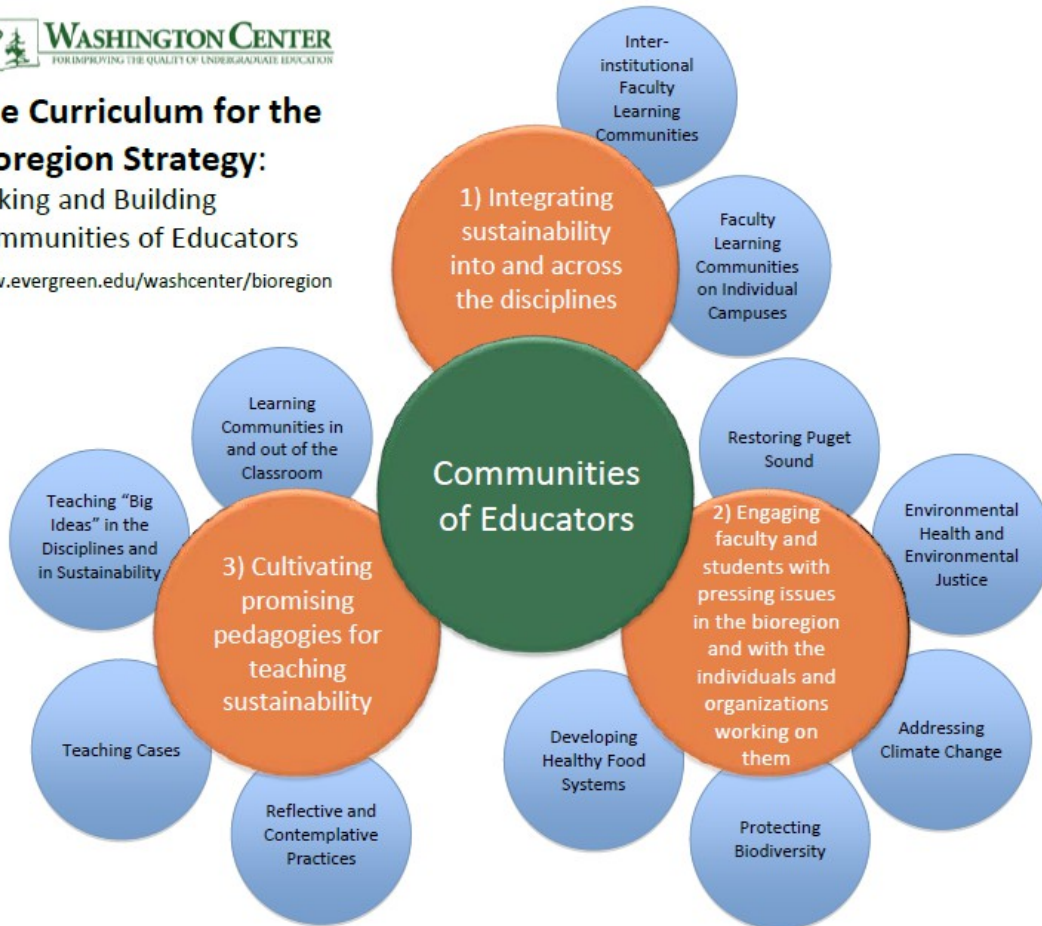 WASHINGTON CENTER
FOR IMPROVING THE QUALITY OF UNDERGRADUATE EDUCATION
e Curriculum for the
oregion Strategy:
king and Building
mmunities of Educators
w.evergreen.edu/washcenter/bioregion
Inter-
institutional
Faculty
Learning
Communities
1) Integrating
sustainability
into and across
the disciplines
Faculty
Learning
Communities
on Individual
Campuses
Communities
of Educators
Restoring Puget
Sound
2) Engaging
faculty and
students with
pressing issues
in the bioregion
and with the
individuals and
organizations
working on
them
Environmental
Health and
Environmental
Justice
Addressing
Climate Change
Protecting
Biodiversity
Developing
Healthy Food
Systems
Learning
Communities in
and out of the
Classroom
3) Cultivating
promising
pedagogies for
teaching
sustainability
Teaching “Big
Ideas” in the
Disciplines and
in Sustainability
Teaching Cases
Reflective and
Contemplative
Practices